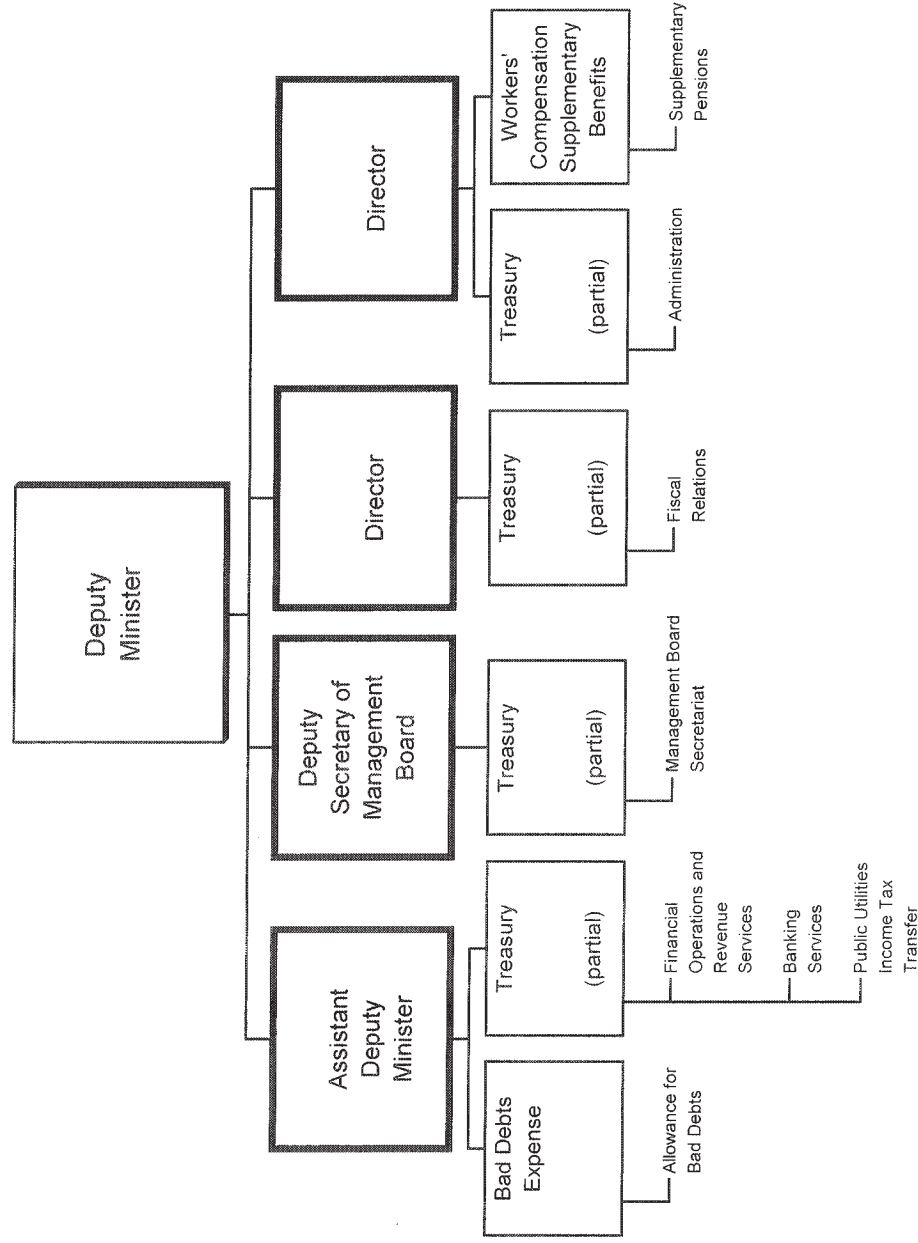 Deputy
Minister
Assistant
Deputy
Minister
Deputy
Secretary of
Management
Board
Director
Director
Bad Debts
Expense
Allowance for
Bad Debts
Treasury
(partial)
Financial
Operations and
Revenue
Services
Banking
Services
Public Utilities
Income Tax
Transfer
Treasury
(partial)
Management Board
Secretariat
Treasury
(partial)
Fiscal
Relations
Treasury
(partial)
Administration
Workers'
Compensation
Supplementary
Benefits
Supplementary
Pensions